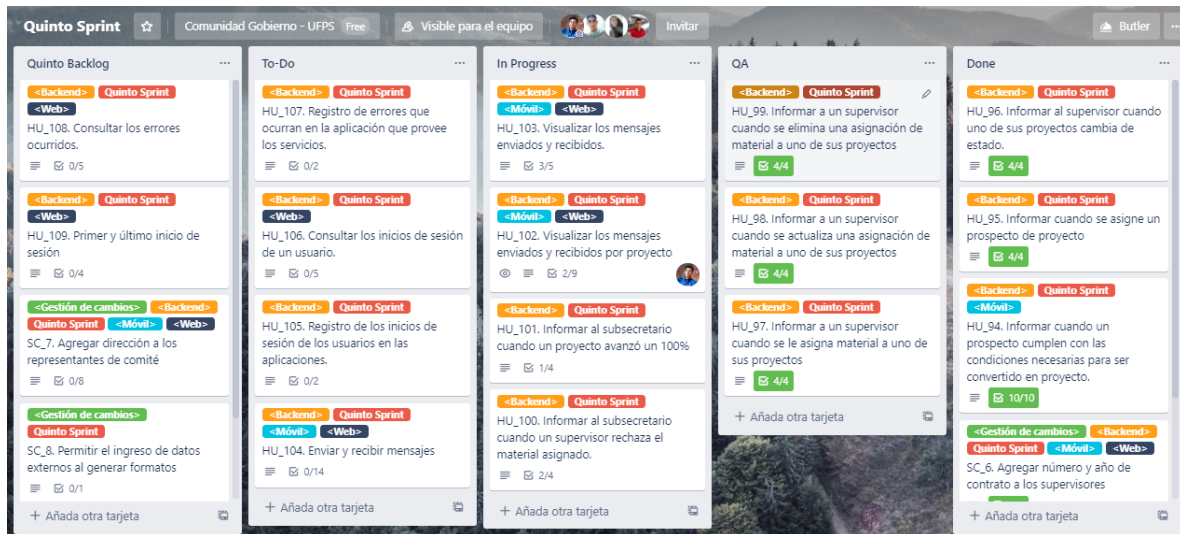 Quinto Sprint
Comunidad Gobierno - UFPS Free
Visible para el equipo
Invitar
Butler
Quinto Backlog
<Backend> Quinto Sprint
<Web>
HU_108. Consultar los errores
ocurridos.
0/5
<Backend> Quinto Sprint
<Web>
HU_109. Primer y último inicio de
sesión
0/4
<Gestión de cambios> <Backend>
Quinto Sprint <Móvil> <Web>
SC_7. Agregar dirección a los
representantes de comité
0/8
<Gestión de cambios>
Quinto Sprint
SC_8. Permitir el ingreso de datos
externos al generar formatos
0/1
+ Añada otra tarjeta
To-Do
<Backend> Quinto Sprint
HU_107. Registro de errores que
ocurran en la aplicación que provee
los servicios.
0/2
<Backend> Quinto Sprint
<Web>
HU_106. Consultar los inicios de sesión
de un usuario.
0/5
<Backend> Quinto Sprint
HU_105. Registro de los inicios de
sesión de los usuarios en las
aplicaciones.
0/2
<Backend> Quinto Sprint
<Móvil> <Web>
HU_104. Enviar y recibir mensajes
0/14
+ Añada otra tarjeta
In Progress
<Backend> Quinto Sprint
<Móvil> <Web>
HU_103. Visualizar los mensajes
enviados y recibidos.
3/5
<Backend> Quinto Sprint
<Móvil> <Web>
HU_102. Visualizar los mensajes
enviados y recibidos por proyecto
2/9
<Backend> Quinto Sprint
HU_101. Informar al subsecretario
cuando un proyecto avanzó un 100%
1/4
<Backend> Quinto Sprint
HU_100. Informar al subsecretario
cuando un supervisor rechaza el
material asignado.
2/4
+ Añada otra tarjeta
QA
<Backend> Quinto Sprint
HU_99. Informar a un supervisor
cuando se elimina una asignación de
material a uno de sus proyectos
4/4
<Backend> Quinto Sprint
HU_98. Informar a un supervisor
cuando se actualiza una asignación de
material a uno de sus proyectos
4/4
<Backend> Quinto Sprint
HU_97. Informar a un supervisor
cuando se le asigna material a uno de
sus proyectos
4/4
+ Añada otra tarjeta
Done
<Backend> Quinto Sprint
HU_96. Informar al supervisor cuando
uno de sus proyectos cambia de
estado.
4/4
<Backend> Quinto Sprint
HU_95. Informar cuando se asigne un
prospecto de proyecto
4/4
<Backend> Quinto Sprint
<Móvil>
HU_94. Informar cuando un
prospecto cumplen con las
condiciones necesarias para ser
convertido en proyecto.
10/10
<Gestión de cambios> <Backend>
Quinto Sprint <Móvil> <Web>
SC_6. Agregar número y año de
contrato a los supervisores
+ Añada otra tarjeta